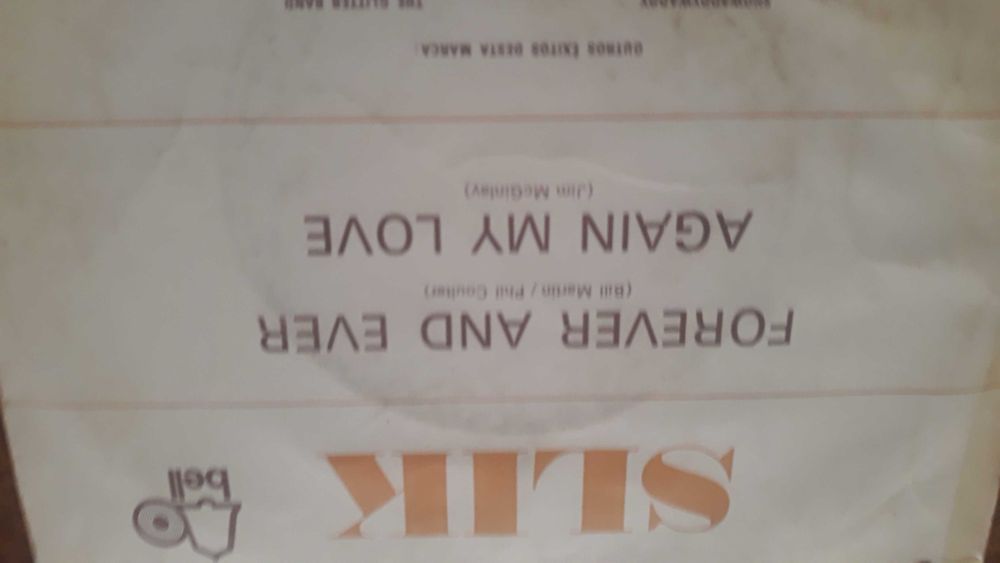 bell
SLIK
FOREVER AND EVER
(Bill Martin / Phil Coulter)
AGAIN MY LOVE
(Jim McGinlay)
OUTROS ÊXITOS DESTA MARCA:
SHOWADDYWADDY THE GLITTER BAND